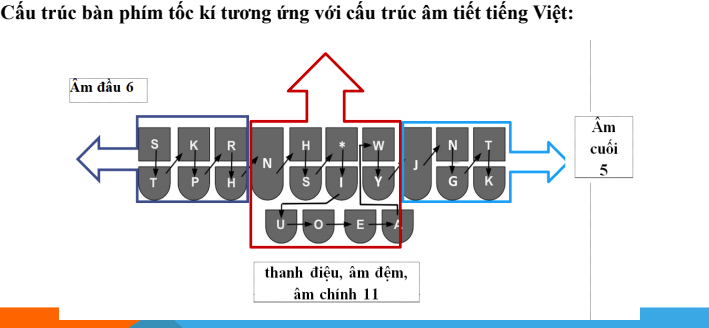 Cấu trúc bàn phím tốc kí tương ứng với cấu trúc âm tiết tiếng Việt:
Âm đầu 6
S K R N H * W J N T
T P H S I Y G K
U O E A
Âm
cuối
5
thanh điệu, âm đệm,
âm chính 11